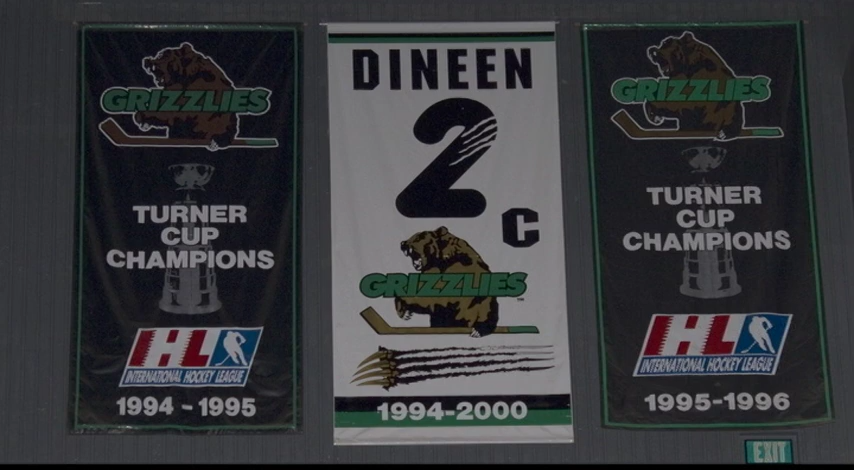 GRIZZLIES
TURNER
CUP
CHAMPIONS
IHL
INTERNATIONAL HOCKEY LEAGUE
1994 - 1995
DINEEN
2
C
GRIZZLIES
TM
1994-2000
GRIZZLIES
TURNER
CUP
CHAMPIONS
IHL
INTERNATIONAL HOCKEY LEAGUE
1995-1996
EXIT